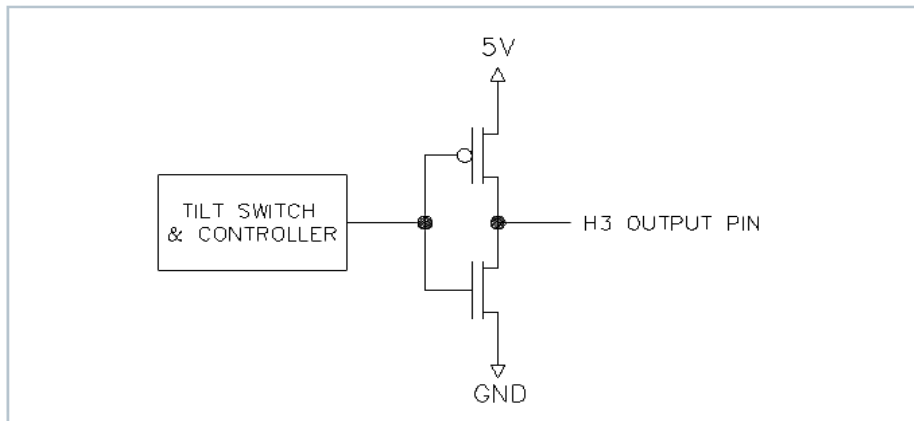 5V
TILT SWITCH
& CONTROLLER
H3 OUTPUT PIN
GND